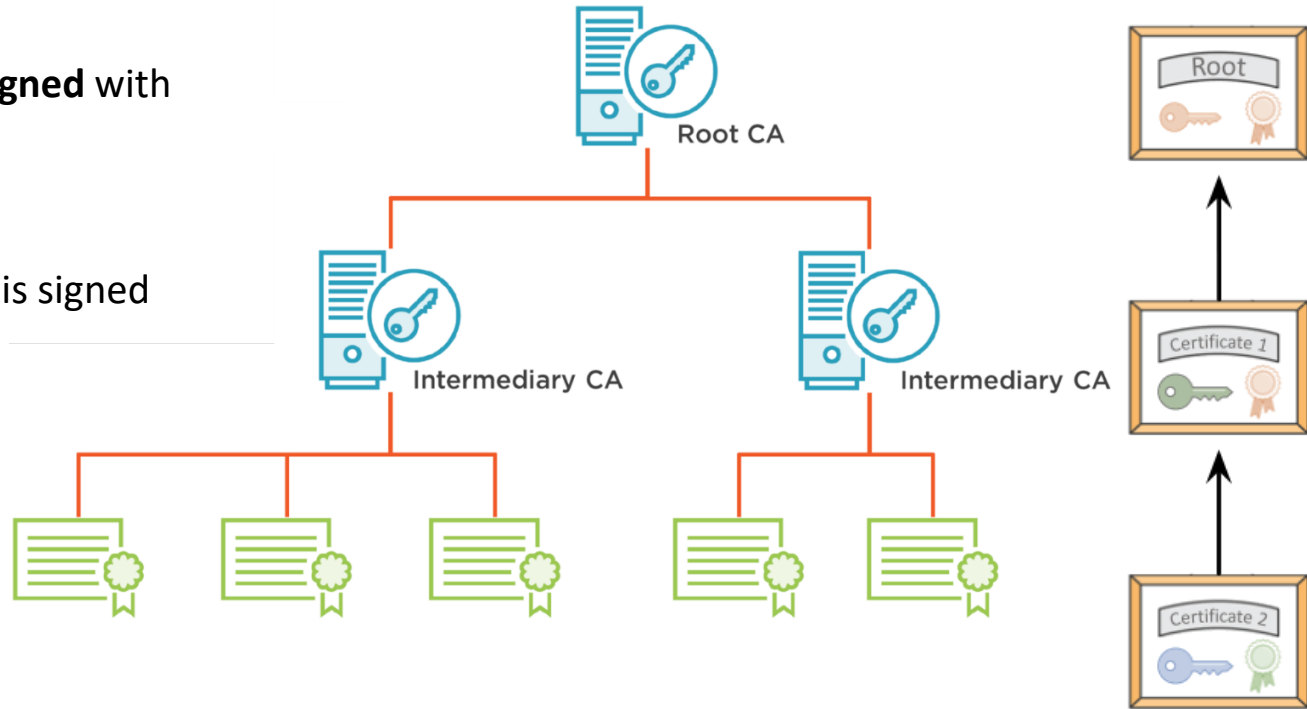 gned with
is signed
Root CA
Intermediary CA
Intermediary CA
Root
Certificate 1
Certificate 2